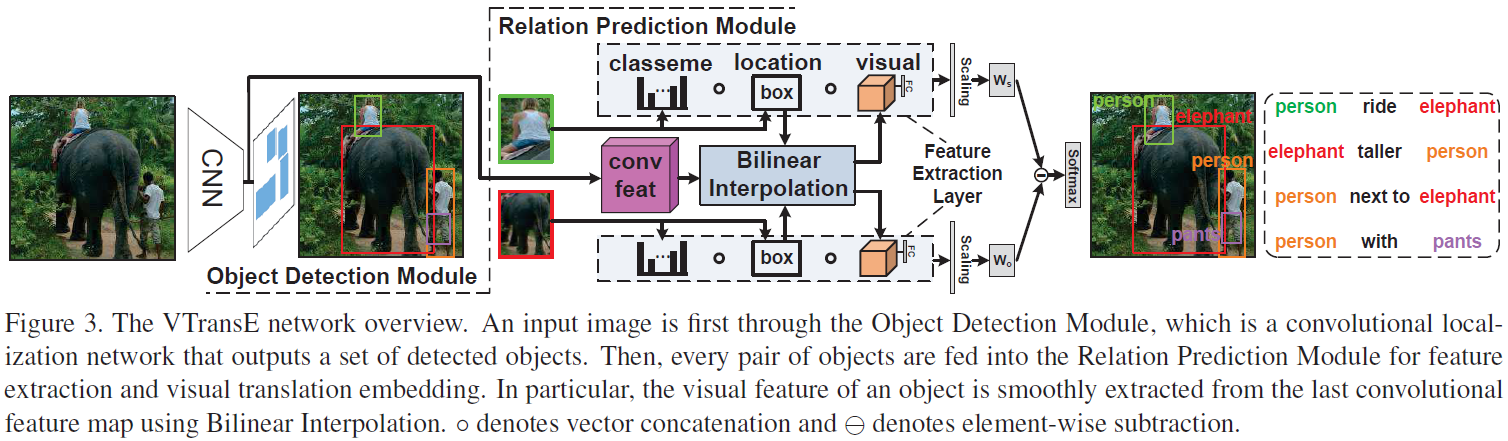 Relation Prediction Module
classeme location visual
... box FC
Scaling
Ws
CNN
conv
feat
Bilinear
Interpolation
Feature
Extraction
Layer
Softmax
... box FC
Scaling
Wo
Object Detection Module
person
elephant
person
pants
person ride elephant
elephant taller person
person next to elephant
person with pants
Figure 3. The VTransE network overview. An input image is first through the Object Detection Module, which is a convolutional local-
ization network that outputs a set of detected objects. Then, every pair of objects are fed into the Relation Prediction Module for feature
extraction and visual translation embedding. In particular, the visual feature of an object is smoothly extracted from the last convolutional
feature map using Bilinear Interpolation. ○ denotes vector concatenation and ⊖ denotes element-wise subtraction.